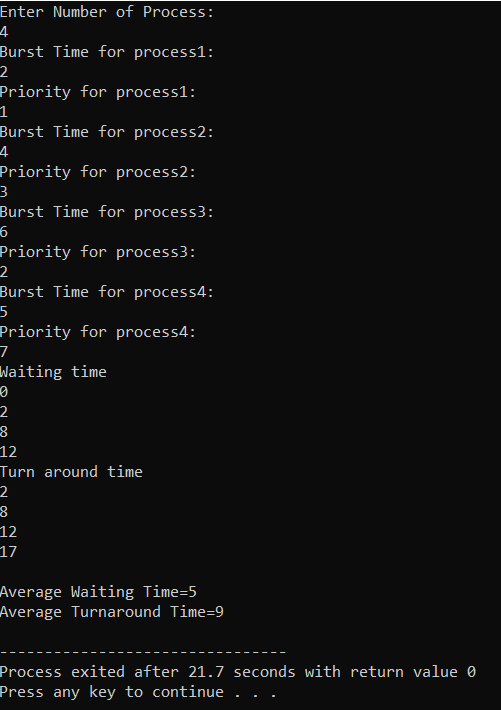 Enter Number of Process:
4
Burst Time for process1:
2
Priority for process1:
1
Burst Time for process2:
4
Priority for process2:
3
Burst Time for process3:
6
Priority for process3:
2
Burst Time for process4:
5
Priority for process4:
7
Waiting time
0
2
8
12
Turn around time
2
8
12
17

Average Waiting Time=5
Average Turnaround Time=9

--------------------------------
Process exited after 21.7 seconds with return value 0
Press any key to continue . . .